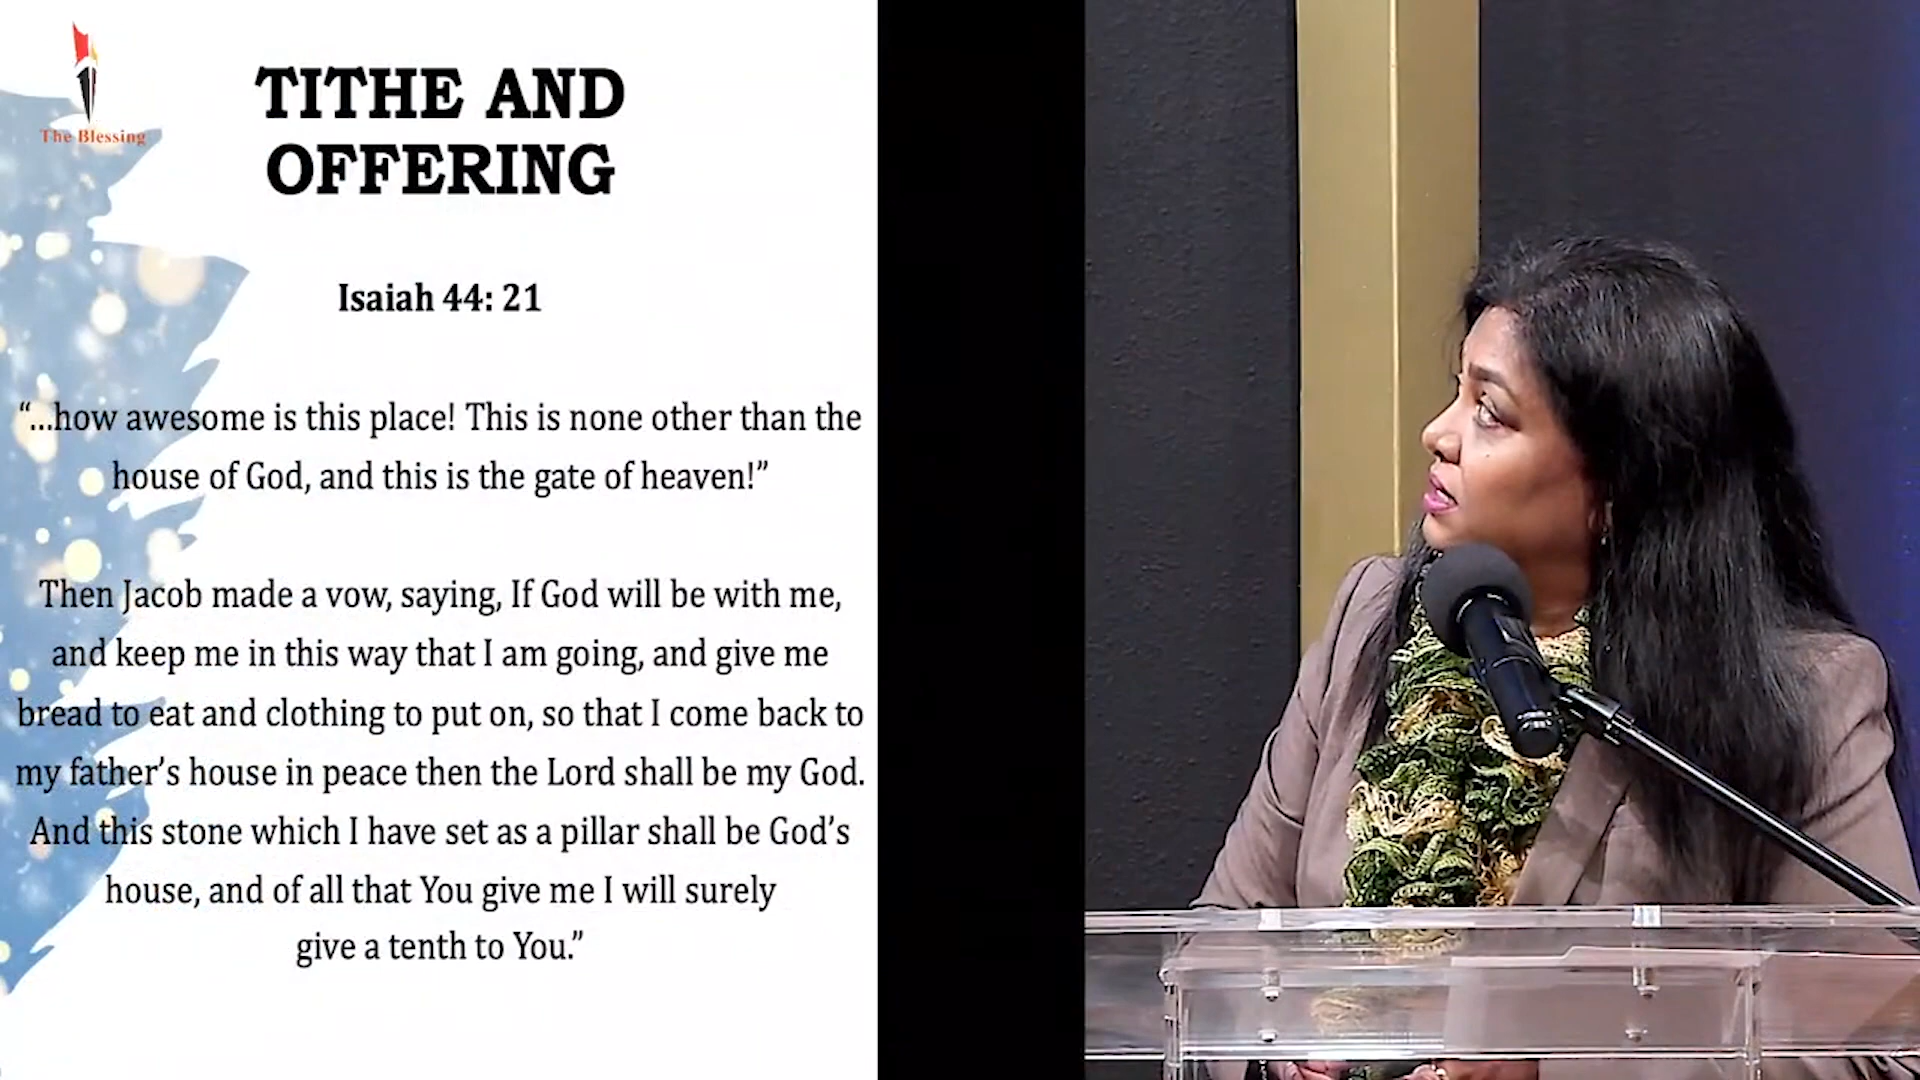 The Blessing
TITHE AND
OFFERING
Isaiah 44: 21
“...how awesome is this place! This is none other than the
house of God, and this is the gate of heaven!”
Then Jacob made a vow, saying, If God will be with me,
and keep me in this way that I am going, and give me
bread to eat and clothing to put on, so that I come back to
my father’s house in peace then the Lord shall be my God.
And this stone which I have set as a pillar shall be God’s
house, and of all that You give me I will surely
give a tenth to You.”